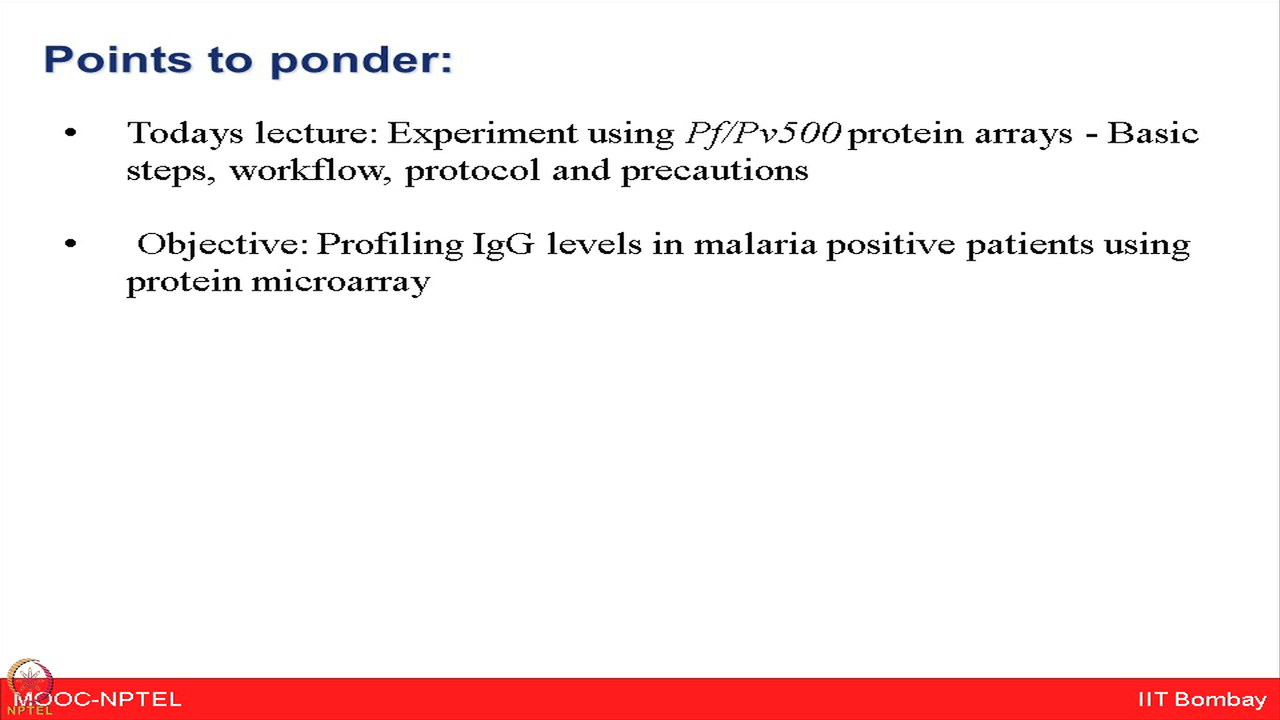 Points to ponder:
• Todays lecture: Experiment using Pf/Pv500 protein arrays - Basic
steps, workflow, protocol and precautions
• Objective: Profiling IgG levels in malaria positive patients using
protein microarray
MOOC-NPTEL
NPTEL
IIT Bombay